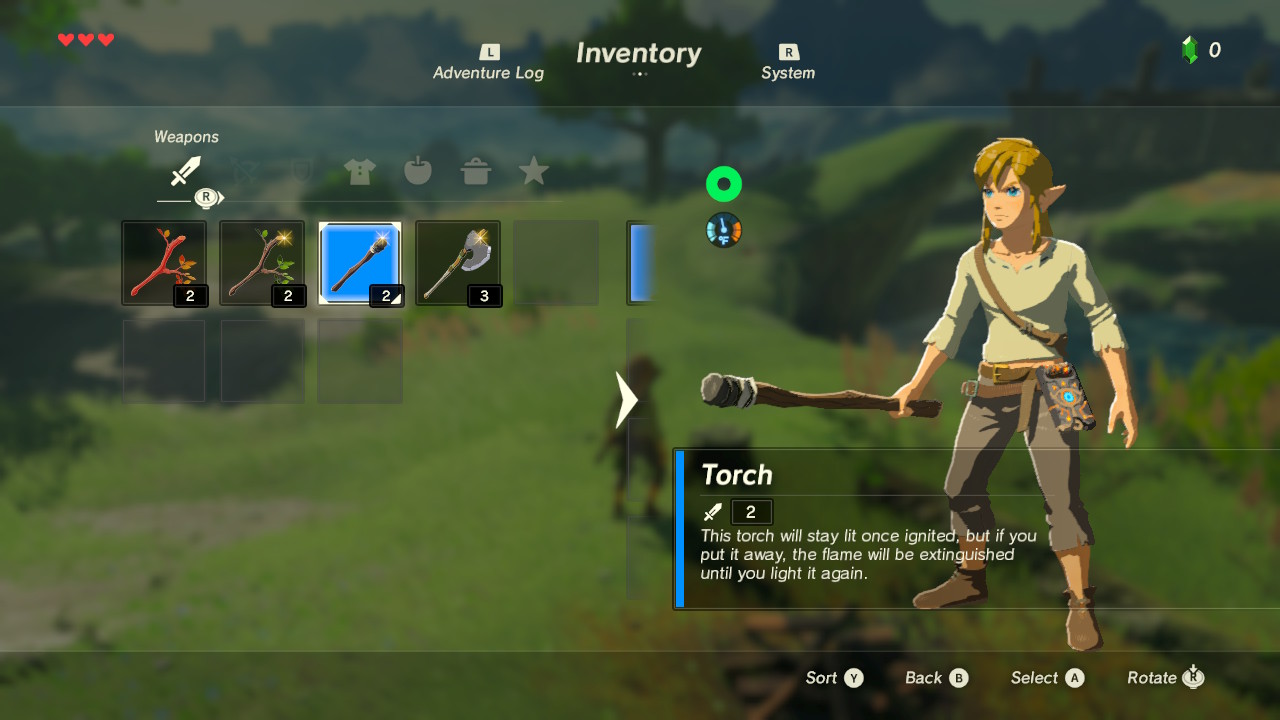 L
Inventory
R
0
Adventure Log
System
Weapons
R
2
2
2
3
°F
Torch
2
This torch will stay lit once ignited, but if you
put it away, the flame will be extinguished
until you light it again.
Sort Y
Back B
Select A
Rotate R